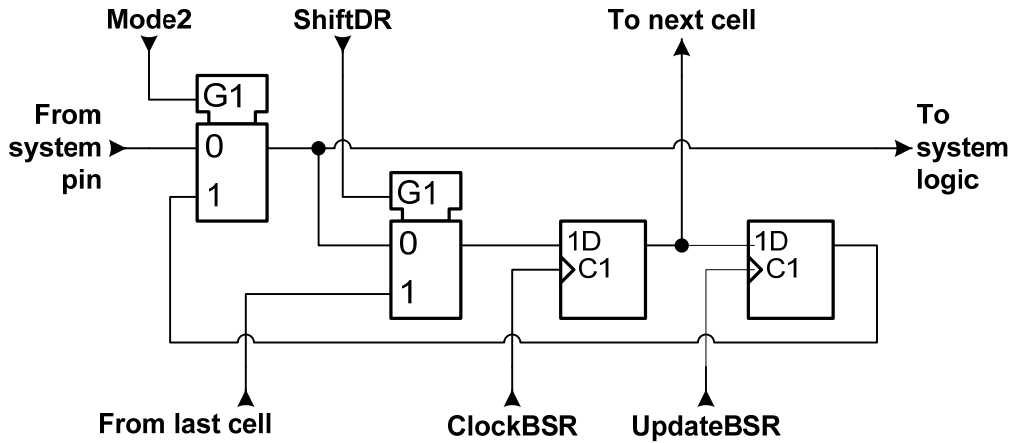 Mode2
ShiftDR
To next cell
G1
From
system
pin
0
1
To
system
logic
G1
0
1
1D
C1
1D
C1
From last cell
ClockBSR
UpdateBSR